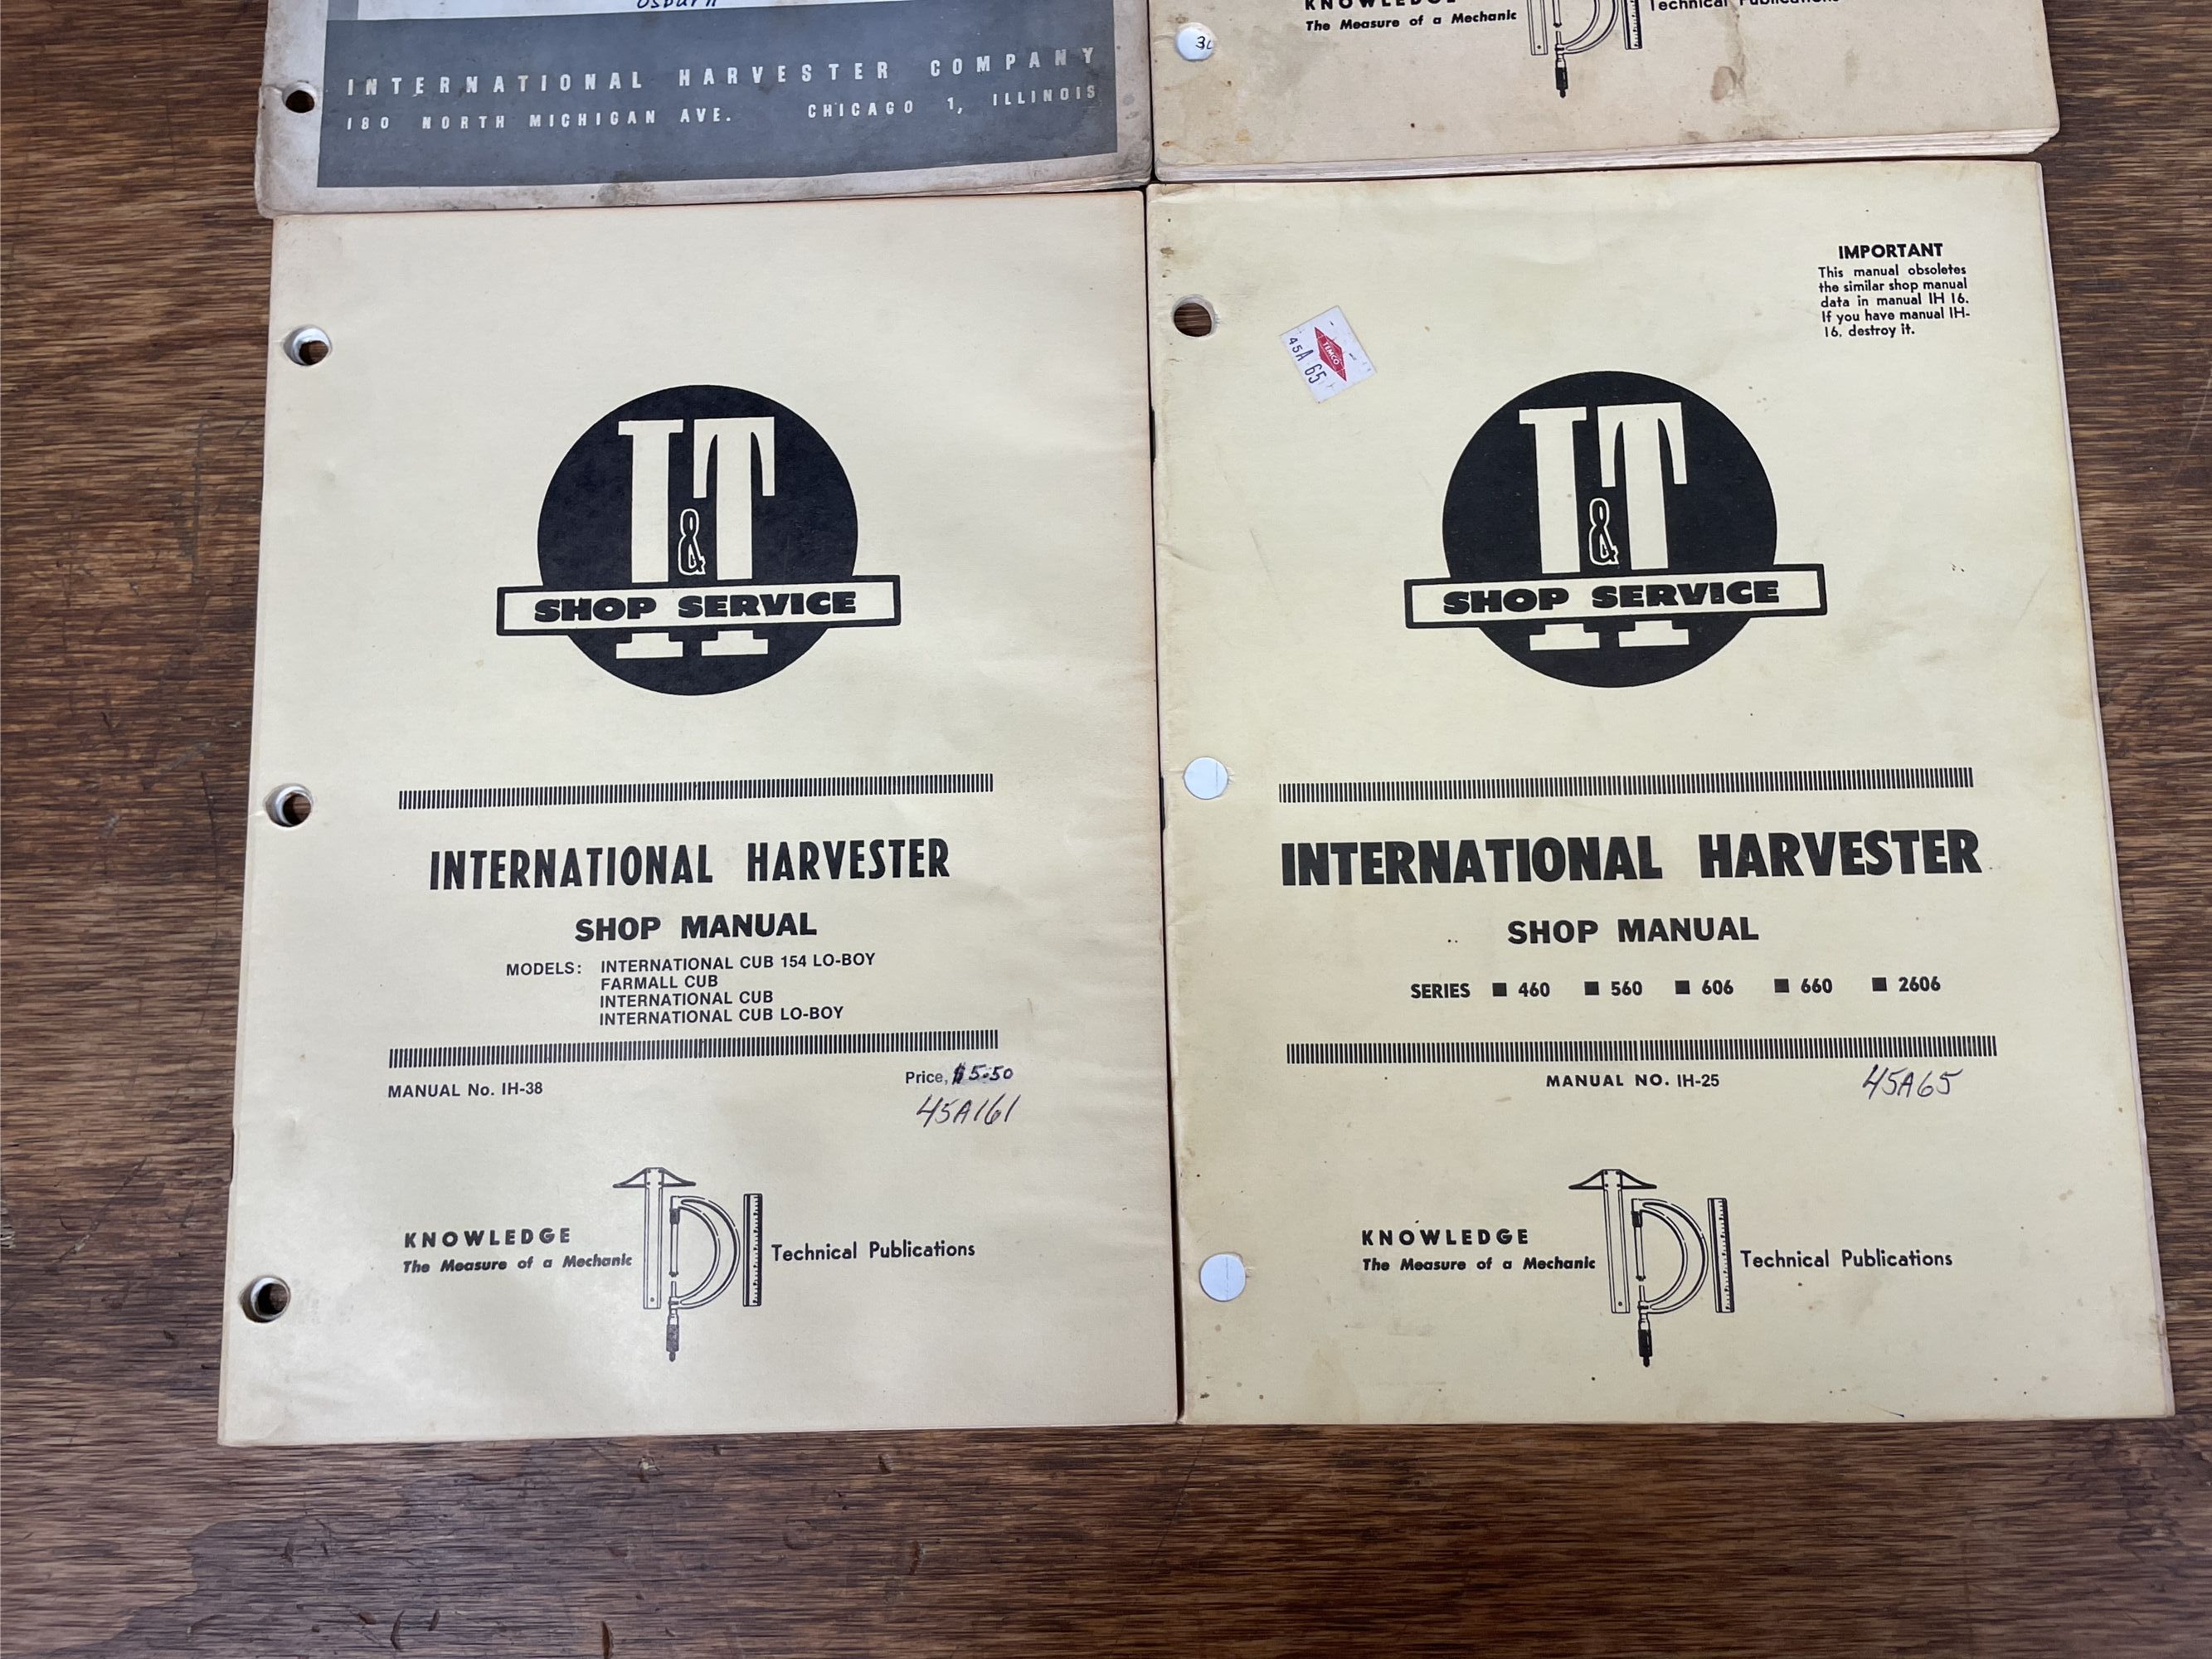 Osburn
INTERNATIONAL HARVESTER COMPANY
180 NORTH MICHIGAN AVE. CHICAGO 1, ILLINOIS
KNOWLEDGE
The Measure of a Mechanic
Technical Publications
I&T
SHOP SERVICE
INTERNATIONAL HARVESTER
SHOP MANUAL
MODELS: INTERNATIONAL CUB 154 LO-BOY
FARMALL CUB
INTERNATIONAL CUB
INTERNATIONAL CUB LO-BOY
MANUAL No. IH-38
Price, $5.50
45A161
KNOWLEDGE
The Measure of a Mechanic
Technical Publications
IMPORTANT
This manual obsoletes
the similar shop manual
data in manual IH 16.
If you have manual IH-
16. destroy it.
TEMCO
45A 65
I&T
SHOP SERVICE
INTERNATIONAL HARVESTER
SHOP MANUAL
SERIES ■ 460 ■ 560 ■ 606 ■ 660 ■ 2606
MANUAL NO. IH-25
45A65
KNOWLEDGE
The Measure of a Mechanic
Technical Publications